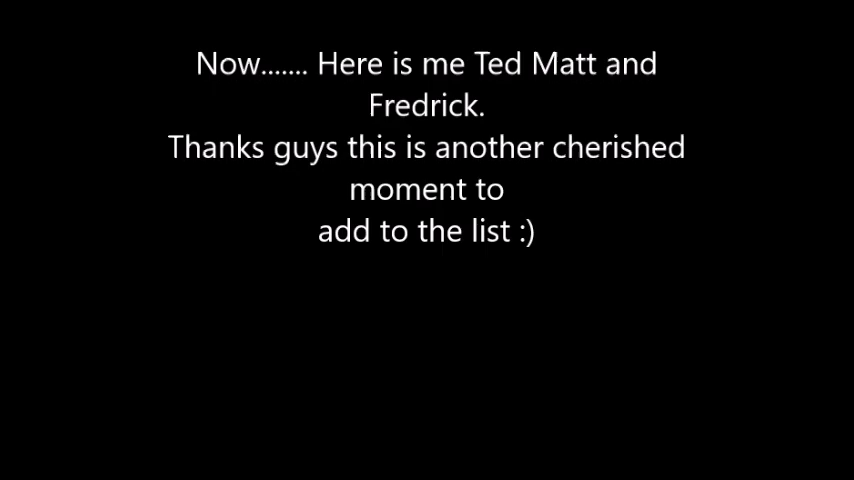 Now....... Here is me Ted Matt and
Fredrick.
Thanks guys this is another cherished
moment to
add to the list :)